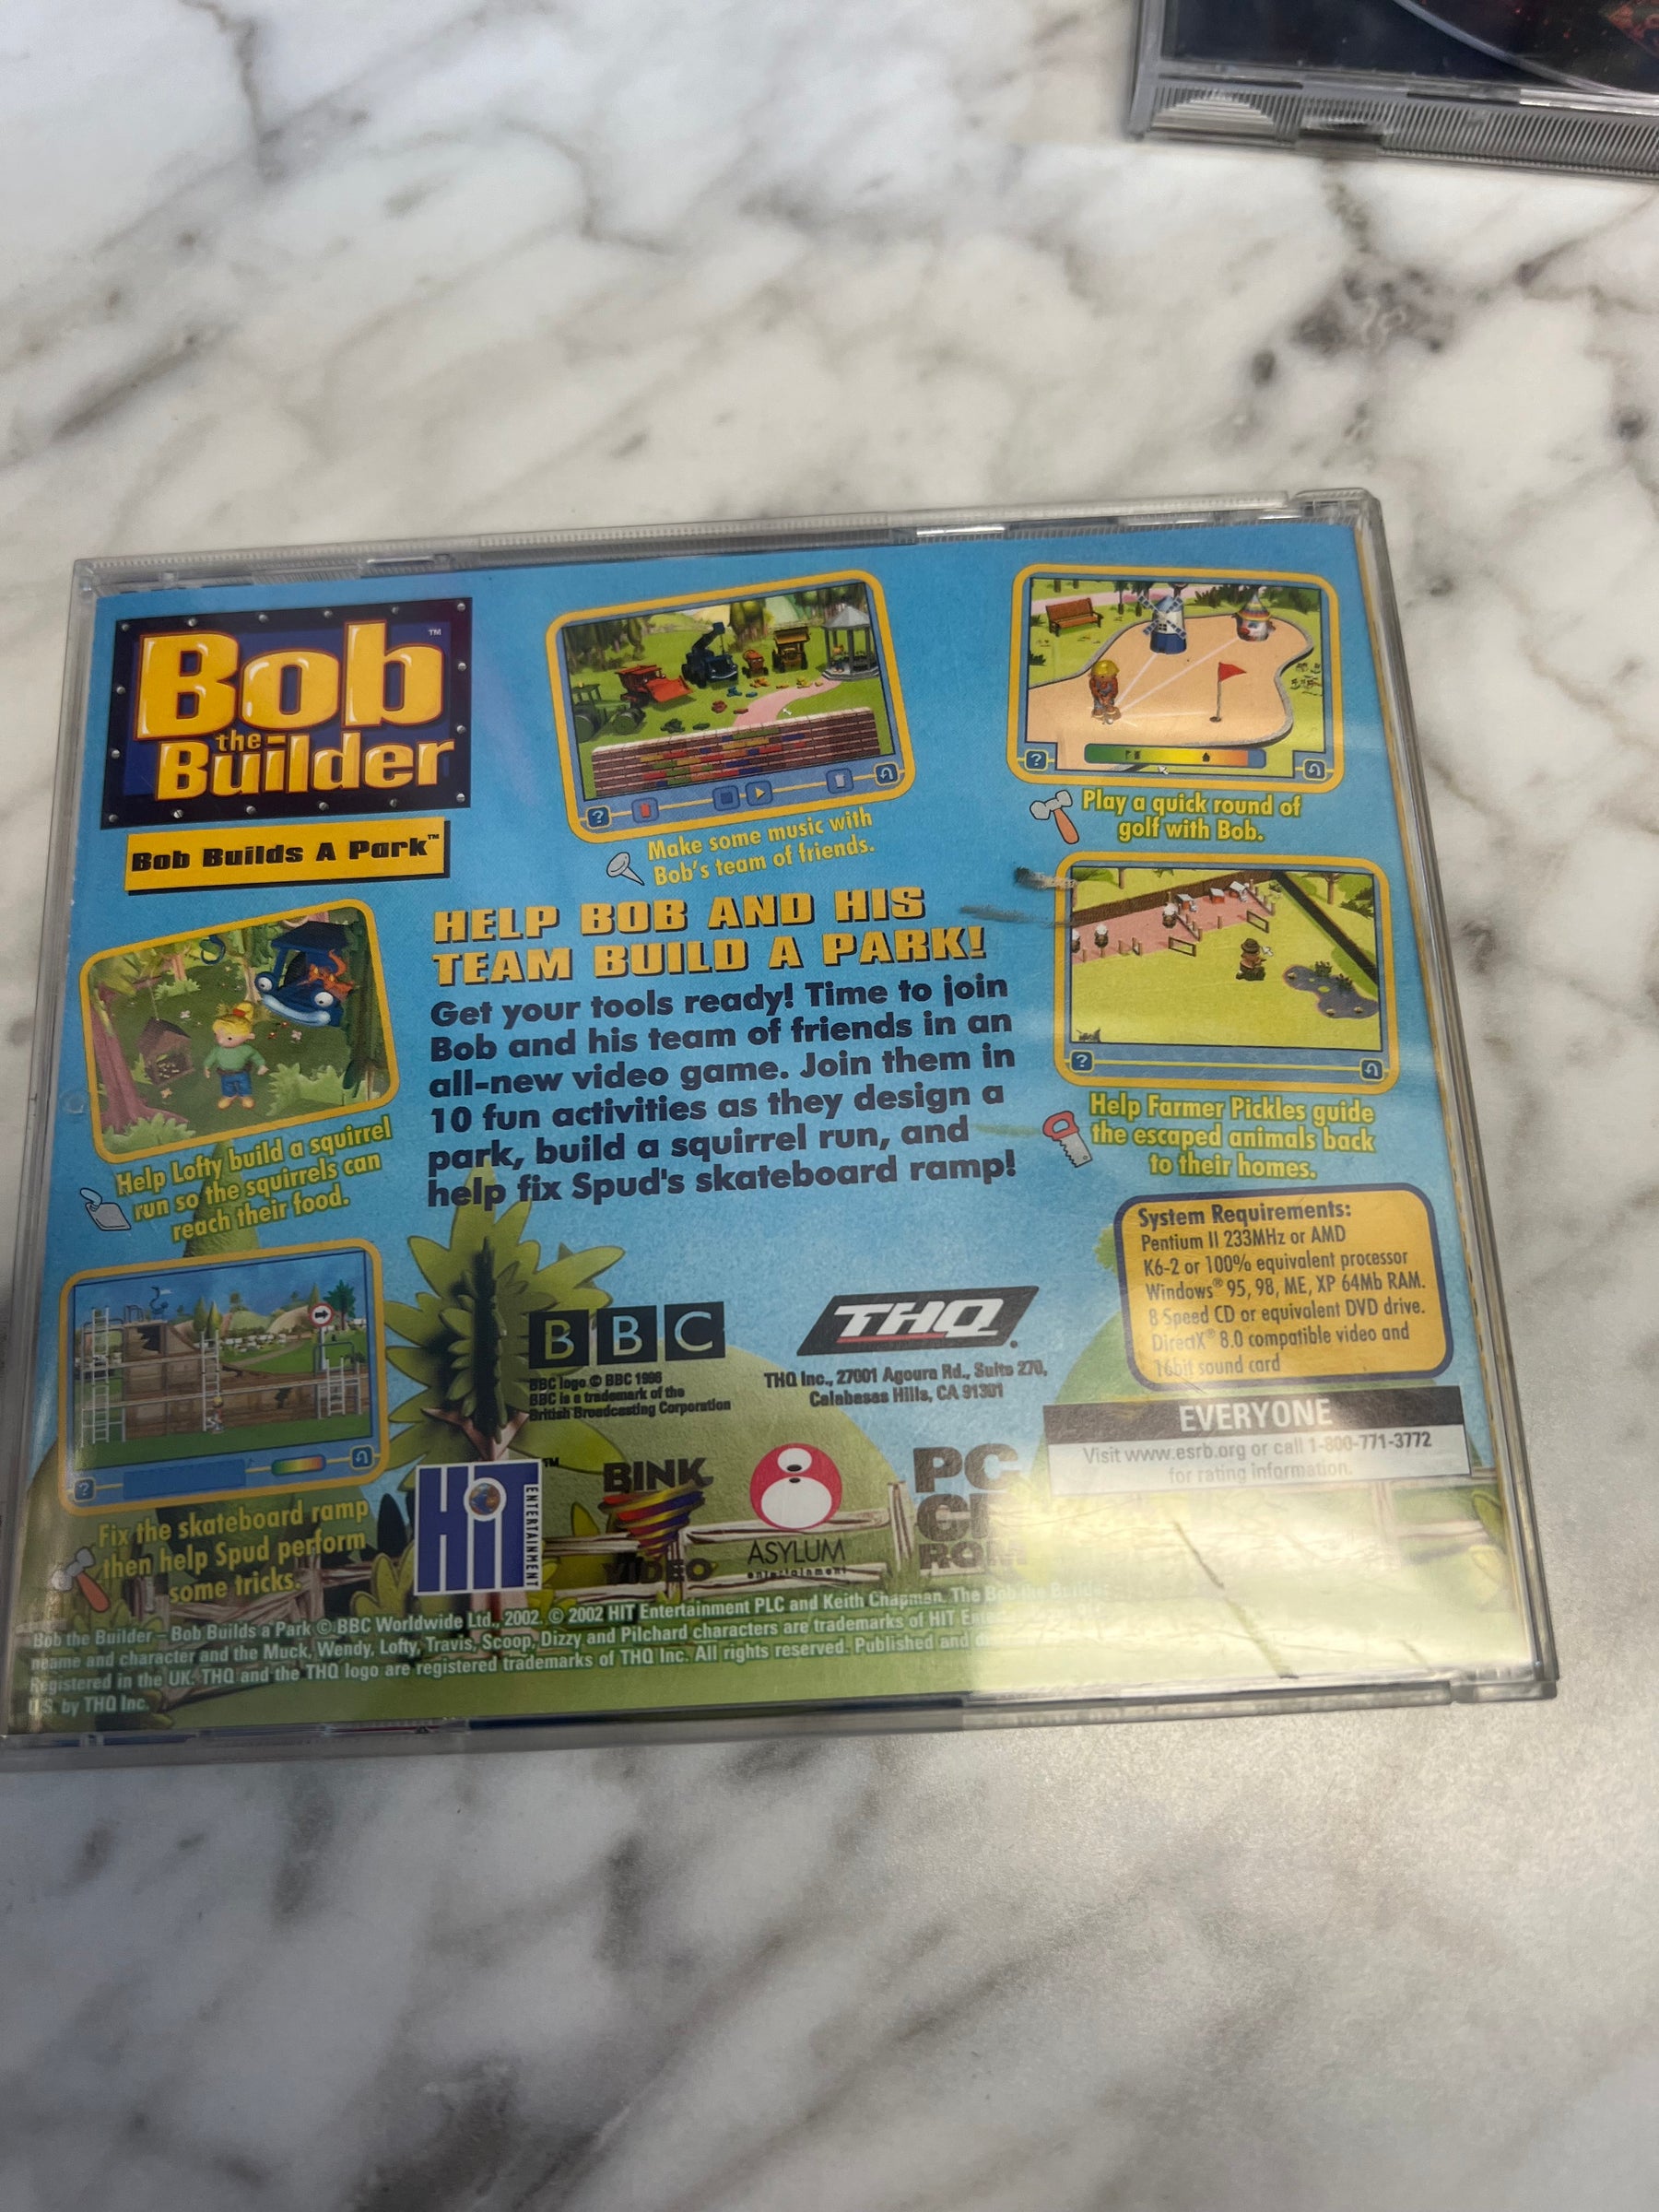 Bob
the
Builder™
Bob Builds A Park™
Make some music with
Bob's team of friends.
Play a quick round of
golf with Bob.
HELP BOB AND HIS
TEAM BUILD A PARK!
Get your tools ready! Time to join
Bob and his team of friends in an
all-new video game. Join them in
10 fun activities as they design a
park, build a squirrel run, and
help fix Spud's skateboard ramp!
Help Lofty build a squirrel
run so the squirrels can
reach their food.
Help Farmer Pickles guide
the escaped animals back
to their homes.
Fix the skateboard ramp
then help Spud perform
some tricks.
System Requirements:
Pentium II 233MHz or AMD
K6-2 or 100% equivalent processor
Windows® 95, 98, ME, XP 64Mb RAM.
8 Speed CD or equivalent DVD drive.
DirectX® 8.0 compatible video and
16bit sound card
BBC
BBC logo © BBC 1996
BBC is a trademark of the
British Broadcasting Corporation
THQ®
THQ Inc., 27001 Agoura Rd., Suite 270,
Calabasas Hills, CA 91301
EVERYONE
Visit www.esrb.org or call 1-800-771-3772
for rating information.
HiT ENTERTAINMENT™
BINK
VIDEO
ASYLUM
entertainment
PC
CD
ROM
Bob the Builder – Bob Builds a Park © BBC Worldwide Ltd., 2002. © 2002 HIT Entertainment PLC and Keith Chapman. The Bob the Builder
name and character and the Muck, Wendy, Lofty, Travis, Scoop, Dizzy and Pilchard characters are trademarks of HIT
Registered in the UK. THQ and the THQ logo are registered trademarks of THQ Inc. All rights reserved. Published and
U.S. by THQ Inc.